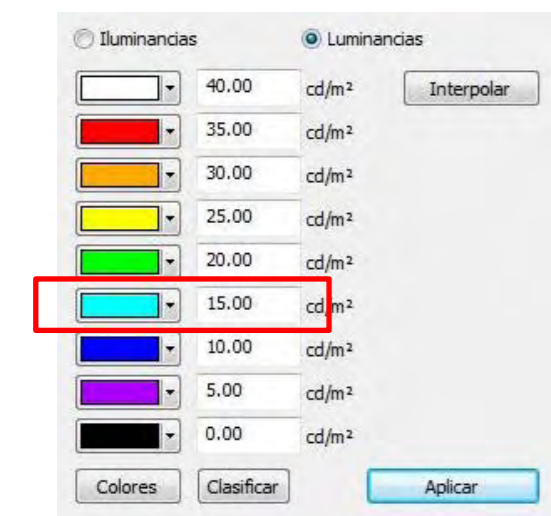 Iluminancias Luminancias
40.00 cd/m² Interpolar
35.00 cd/m²
30.00 cd/m²
25.00 cd/m²
20.00 cd/m²
15.00 cd/m²
10.00 cd/m²
5.00 cd/m²
0.00 cd/m²
Colores Clasificar Aplicar